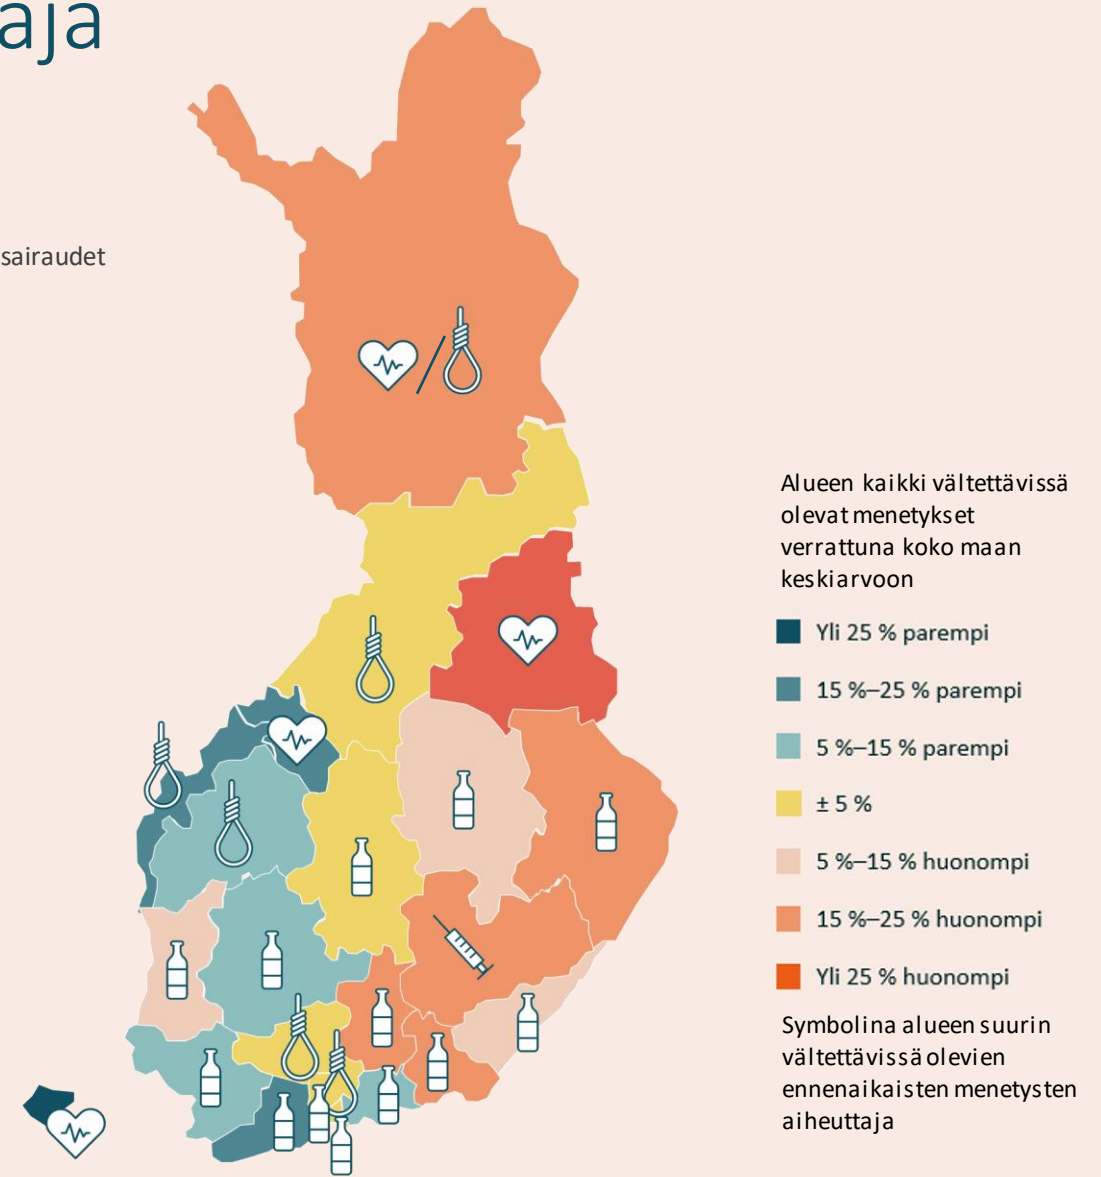 aja
sairaudet
Alueen kaikki vältettävissä
olevat menetykset
verrattuna koko maan
keskiarvoon
Yli 25 % parempi
15 %–25 % parempi
5 %–15 % parempi
± 5 %
5 %–15 % huonompi
15 %–25 % huonompi
Yli 25 % huonompi
Symbolina alueen suurin
vältettävissä olevien
ennenaikaisten menetysten
aiheuttaja